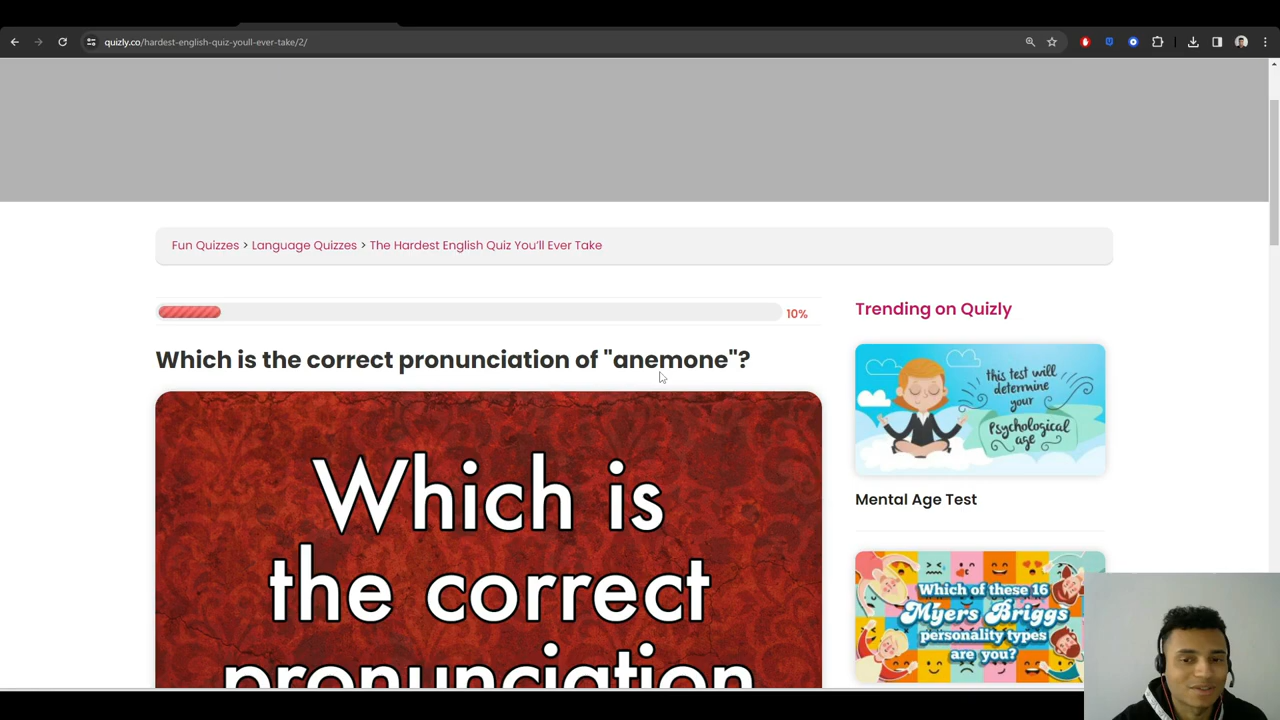 quizly.co/hardest-english-quiz-youll-ever-take/2/
Fun Quizzes > Language Quizzes > The Hardest English Quiz You'll Ever Take
10%
Which is the correct pronunciation of "anemone"?
Which is
the correct
pronunciation
Trending on Quizly
this test will
determine
your
Psychological
age
Mental Age Test
Which of these 16
Myers Briggs
personality types
are you?